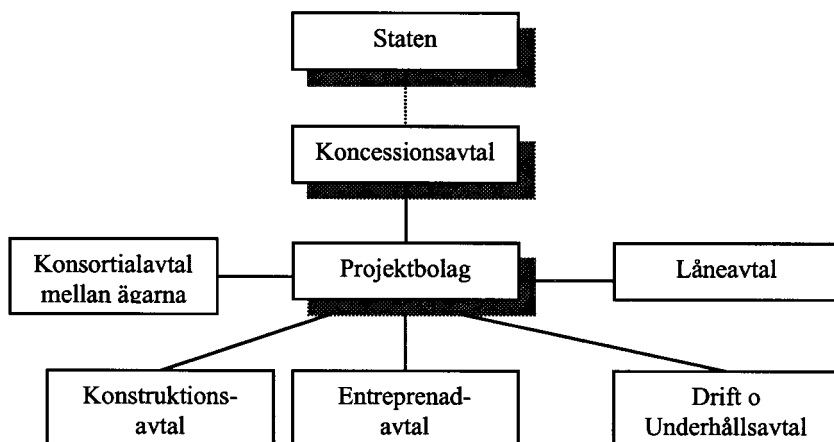 Staten
Koncessionsavtal
Konsortialavtal
mellan ägarna
Projektbolag
Låneavtal
Konstruktions-
avtal
Entreprenad-
avtal
Drift o
Underhållsavtal